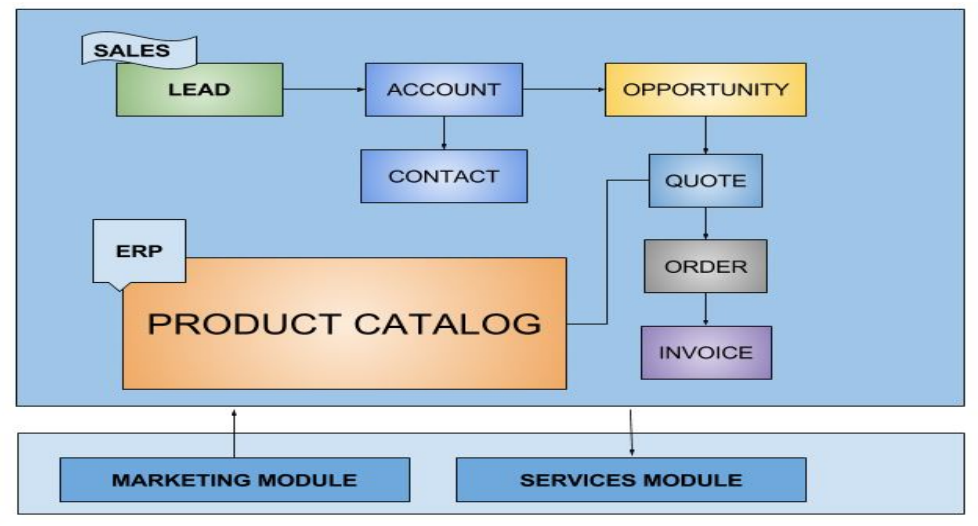 SALES
LEAD
ACCOUNT
OPPORTUNITY
CONTACT
QUOTE
ERP
ORDER
PRODUCT CATALOG
INVOICE
MARKETING MODULE
SERVICES MODULE